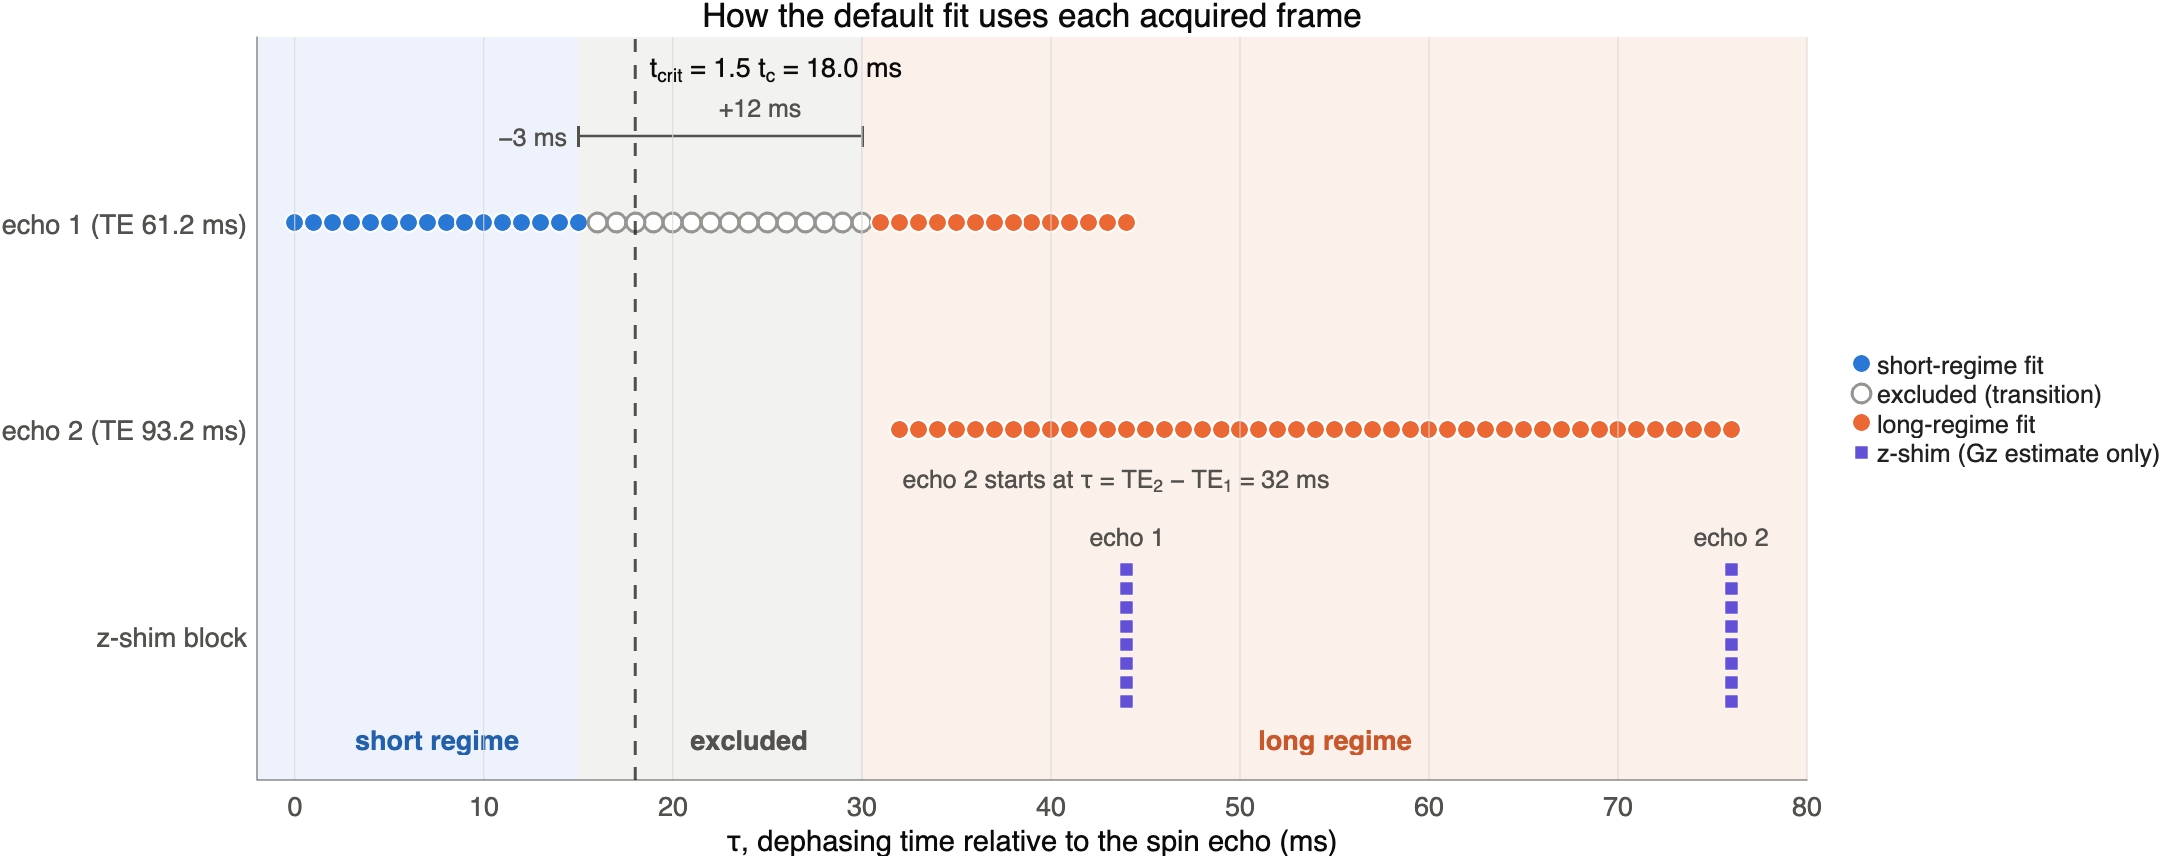 How the default fit uses each acquired frame
t_crit = 1.5 t_c = 18.0 ms
+12 ms
−3 ms
echo 1 (TE 61.2 ms)
echo 2 (TE 93.2 ms)
echo 2 starts at τ = TE₂ − TE₁ = 32 ms
echo 1
echo 2
z-shim block
short regime
excluded
long regime
0 10 20 30 40 50 60 70 80
τ, dephasing time relative to the spin echo (ms)
short-regime fit
excluded (transition)
long-regime fit
z-shim (Gz estimate only)